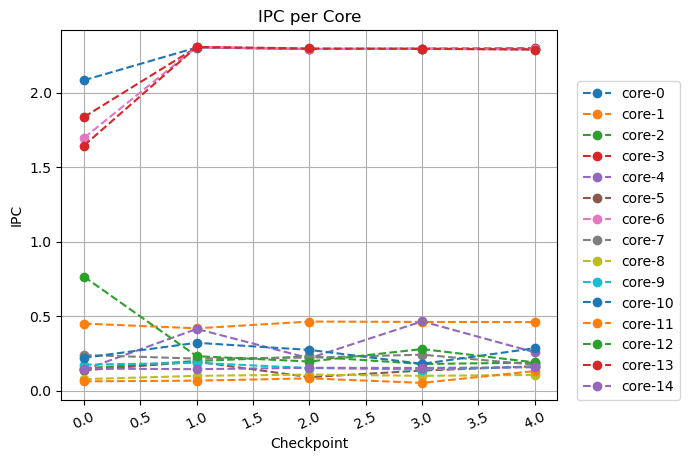 IPC per Core
IPC
2.0
1.5
1.0
0.5
0.0
0.0
0.5
1.0
1.5
2.0
2.5
3.0
3.5
4.0
Checkpoint
core-0
core-1
core-2
core-3
core-4
core-5
core-6
core-7
core-8
core-9
core-10
core-11
core-12
core-13
core-14